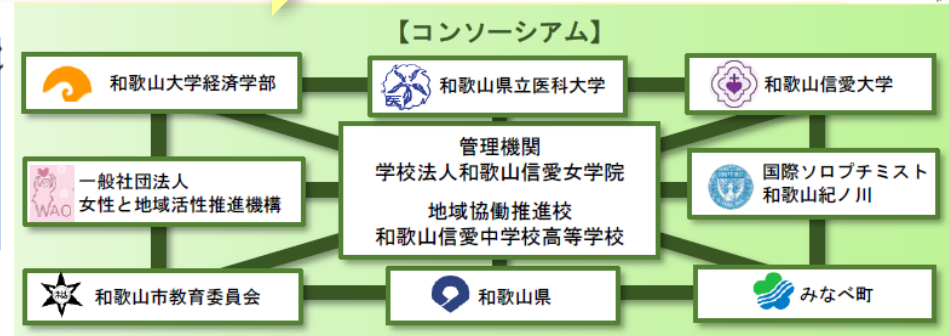 【コンソーシアム】
和歌山大学経済学部
和歌山県立医科大学
和歌山信愛大学
管理機関
学校法人和歌山信愛女学院
地域協働推進校
和歌山信愛中学校高等学校
一般社団法人
女性と地域活性推進機構
WAO
国際ソロプチミスト
和歌山紀ノ川
和歌山市教育委員会
和歌山県
みなべ町
医